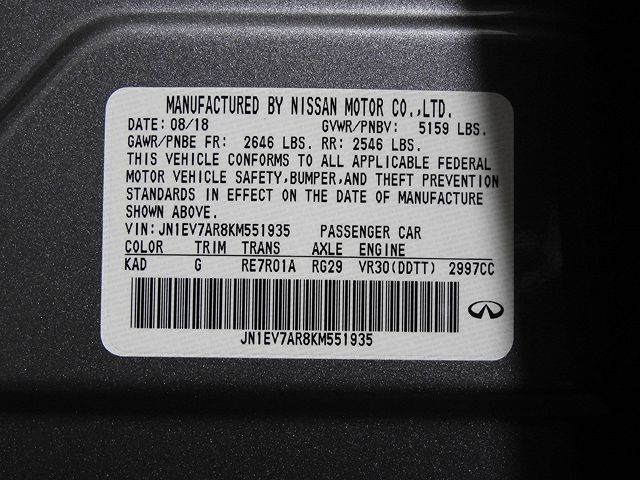 MANUFACTURED BY NISSAN MOTOR CO.,LTD.
DATE: 08/18 GVWR/PNBV: 5159 LBS.
GAWR/PNBE FR: 2646 LBS. RR: 2546 LBS.
THIS VEHICLE CONFORMS TO ALL APPLICABLE FEDERAL
MOTOR VEHICLE SAFETY,BUMPER,AND THEFT PREVENTION
STANDARDS IN EFFECT ON THE DATE OF MANUFACTURE
SHOWN ABOVE.
VIN: JN1EV7AR8KM551935 PASSENGER CAR
COLOR TRIM TRANS AXLE ENGINE
KAD G RE7R01A RG29 VR30(DDTT) 2997CC
JN1EV7AR8KM551935